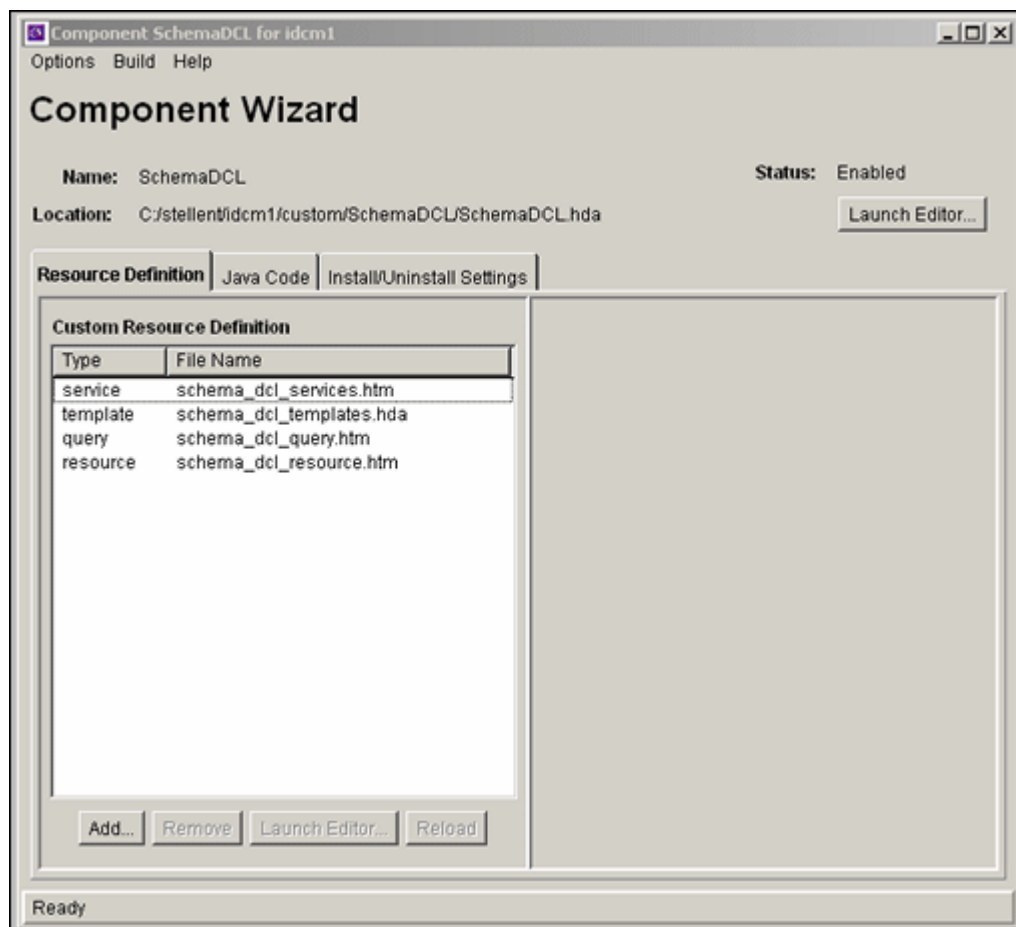 Component SchemaDCL for idcm1
Options Build Help
Component Wizard
Name: SchemaDCL Status: Enabled
Location: C:/stellent/idcm1/custom/SchemaDCL/SchemaDCL.hda Launch Editor...
Resource Definition Java Code Install/Uninstall Settings
Custom Resource Definition
Type File Name
service schema_dcl_services.htm
template schema_dcl_templates.hda
query schema_dcl_query.htm
resource schema_dcl_resource.htm
Add... Remove Launch Editor... Reload
Ready